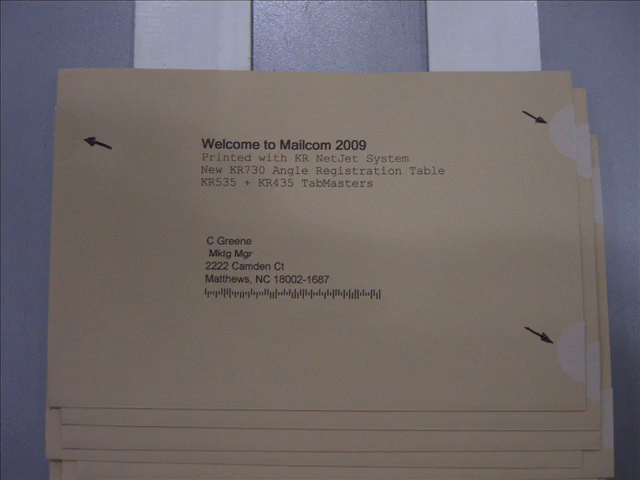 Welcome to Mailcom 2009
Printed with KR NetJet System
New KR730 Angle Registration Table
KR535 + KR435 TabMasters
C Greene
Mktg Mgr
2222 Camden Ct
Matthews, NC 18002-1687